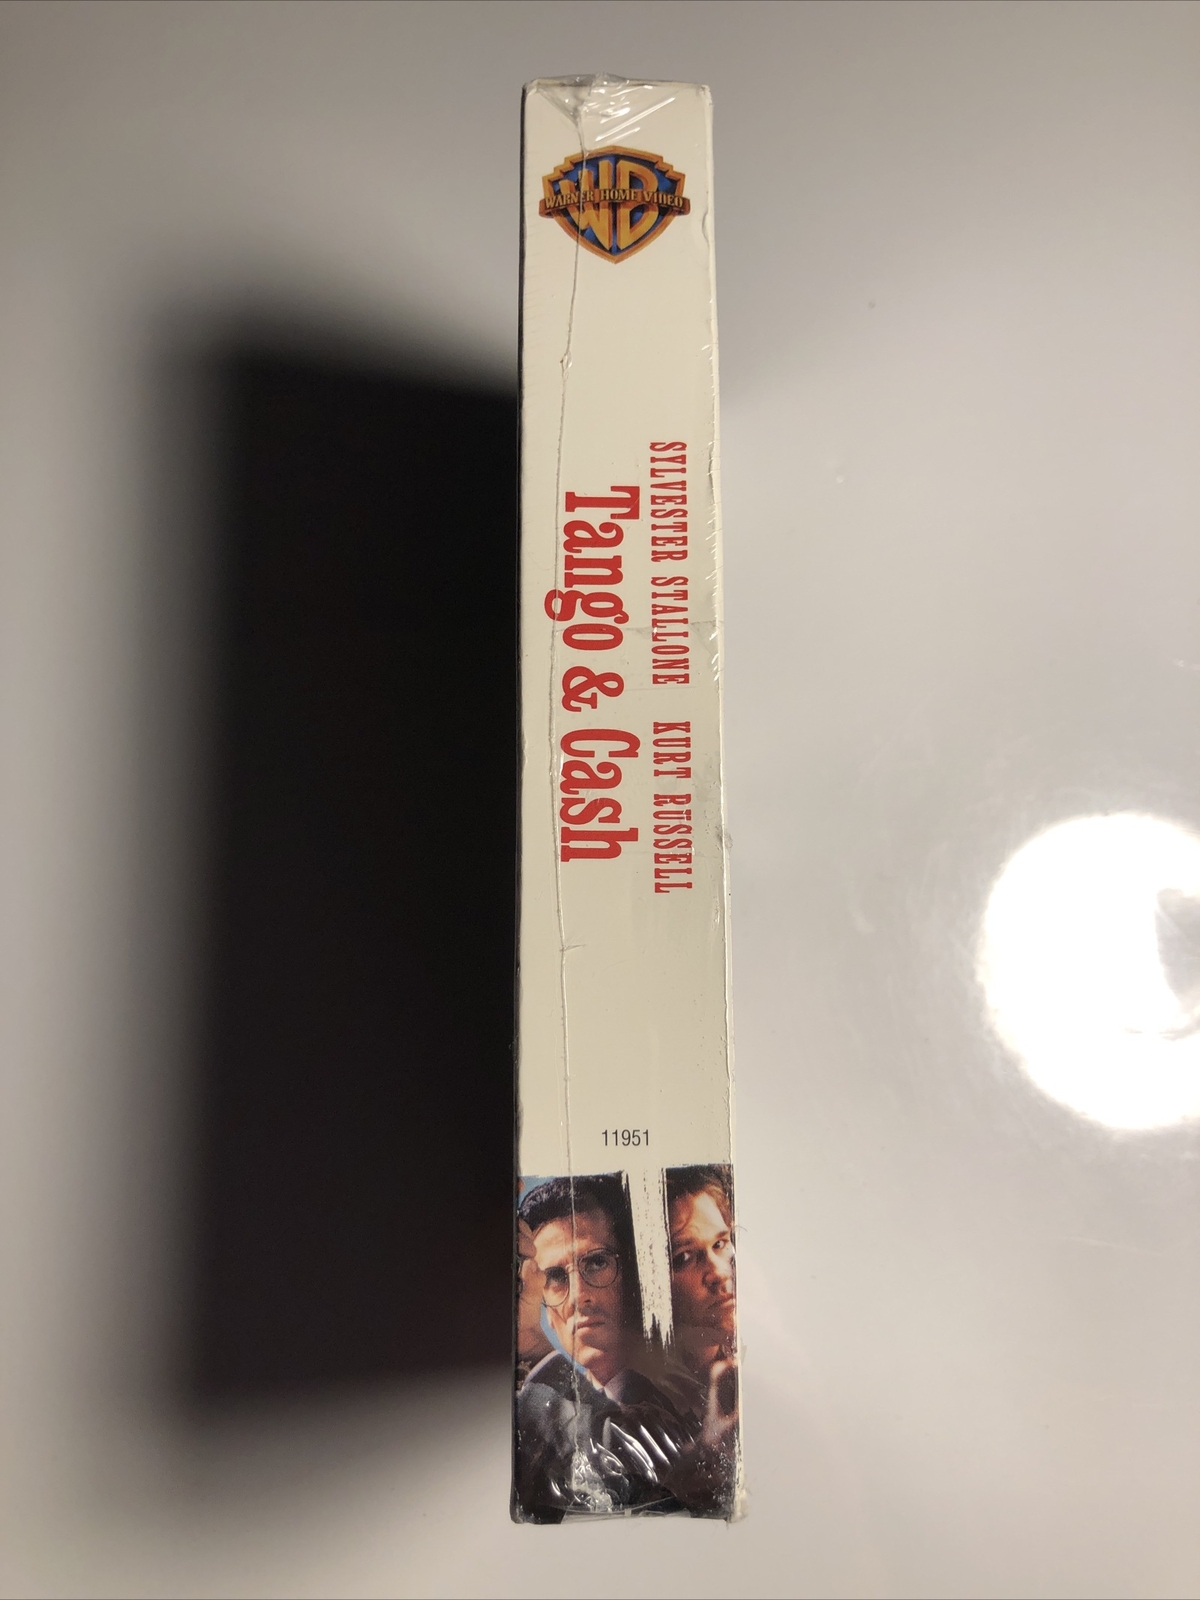 WB
WARNER HOME VIDEO
SYLVESTER STALLONE KURT RUSSELL
Tango & Cash
11951